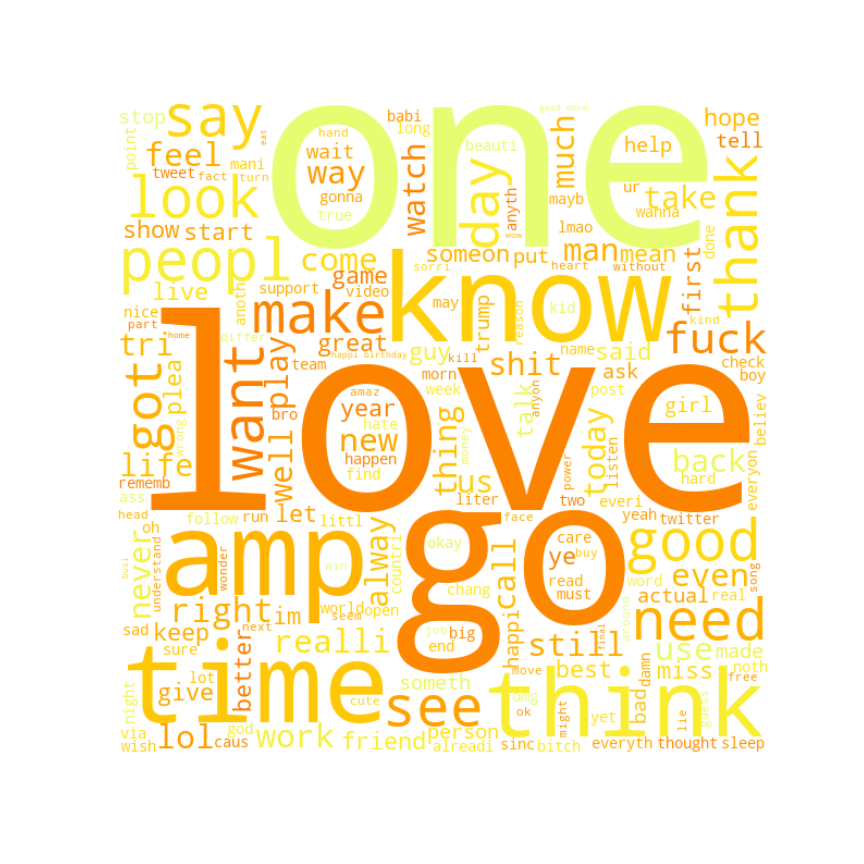 good morn
one
stop
say
hand
eat
babi
long
beauti
hope
point
feel
mani
wait
way
watch
day
much
help
tell
tweet
fact
turn
gonna
true
anyth
mayb
ur
wanna
thank
look
take
show
start
wow
lmao
done
peopl
come
sorri
someon
put
man
mean
heart
without
first
live
anoth
support
game
video
know
may
trump
reason
kid
kind
nice
part
home
make
great
guy
shit
said
name
fuck
tri
differ
happi birthday
kill
ask
check
boy
got
plea
want
play
team
morn
love
week
amaz
anyon
post
girl
believ
wrong
bro
year
hate
talk
life
well
new
thing
money
today
listen
back
hard
everyon
rememb
happen
find
us
power
ass
liter
two
everi
head
follow
run
let
littl
go
face
yeah
twitter
song
never
oh
amp
alway
okay
call
care
good
understand
wonder
countri
ye
buy
word
busi
win
chang
read
must
actual
real
even
right
im
world
open
seem
need
sad
keep
next
job
big
happi
around
sure
better
realli
end
still
final
use
made
time
see
think
give
lot
cute
someth
move
best
miss
noth
omg
ok
might
yet
bad
damn
free
lie
guess
night
via
god
person
wish
lol
caus
work
friend
alreadi
sinc
bitch
everyth
thought
sleep